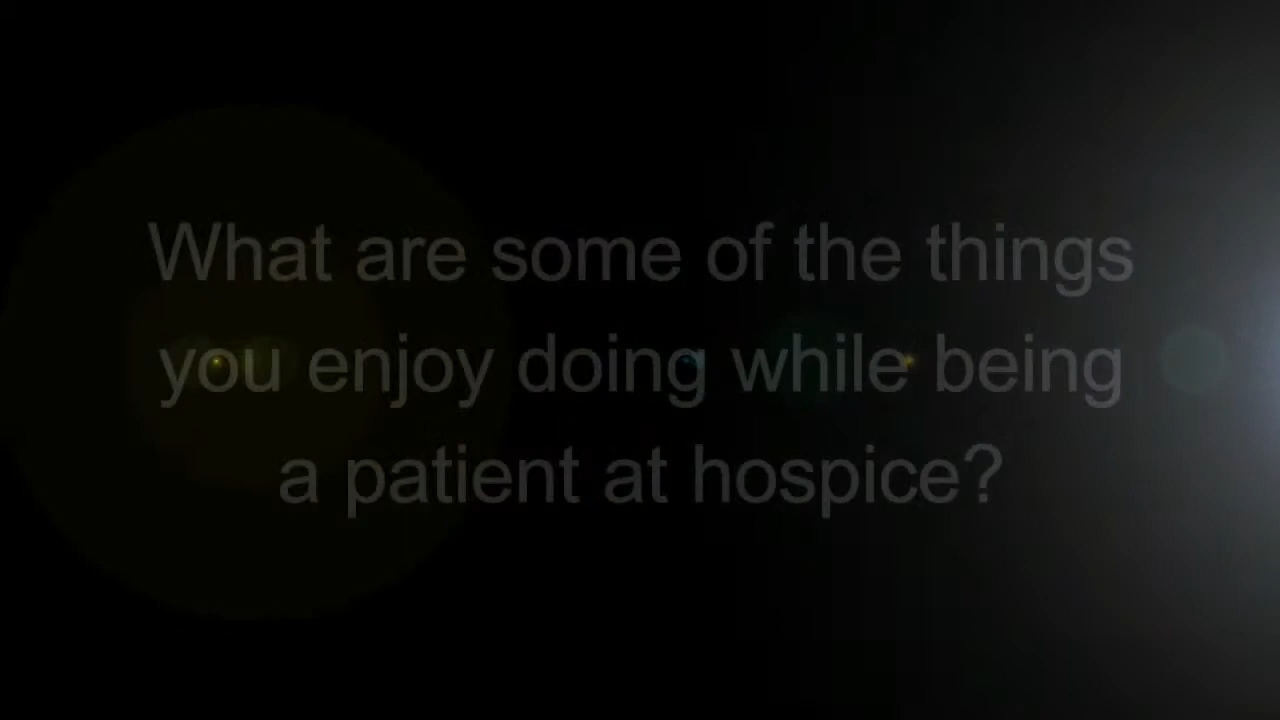 What are some of the things
you enjoy doing while being
a patient at hospice?